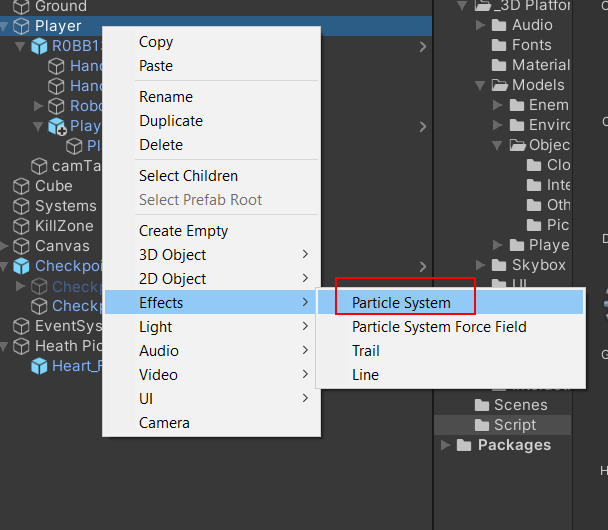 Ground
Player
R0BB1
Hand
Hand
Robo
Play
Pl
camTa
Cube
Systems
KillZone
Canvas
Checkpoi
Checkp
Checkp
EventSys
Heath Pic
Heart_F
Copy
Paste
Rename
Duplicate
Delete
Select Children
Select Prefab Root
Create Empty
3D Object
2D Object
Effects
Light
Audio
Video
UI
Camera
Particle System
Particle System Force Field
Trail
Line
_3D Platfor
Audio
Fonts
Material
Models
Enem
Enviro
Objec
Clo
Inte
Oth
Pic
Playe
Skybox
UI
Scenes
Script
Packages